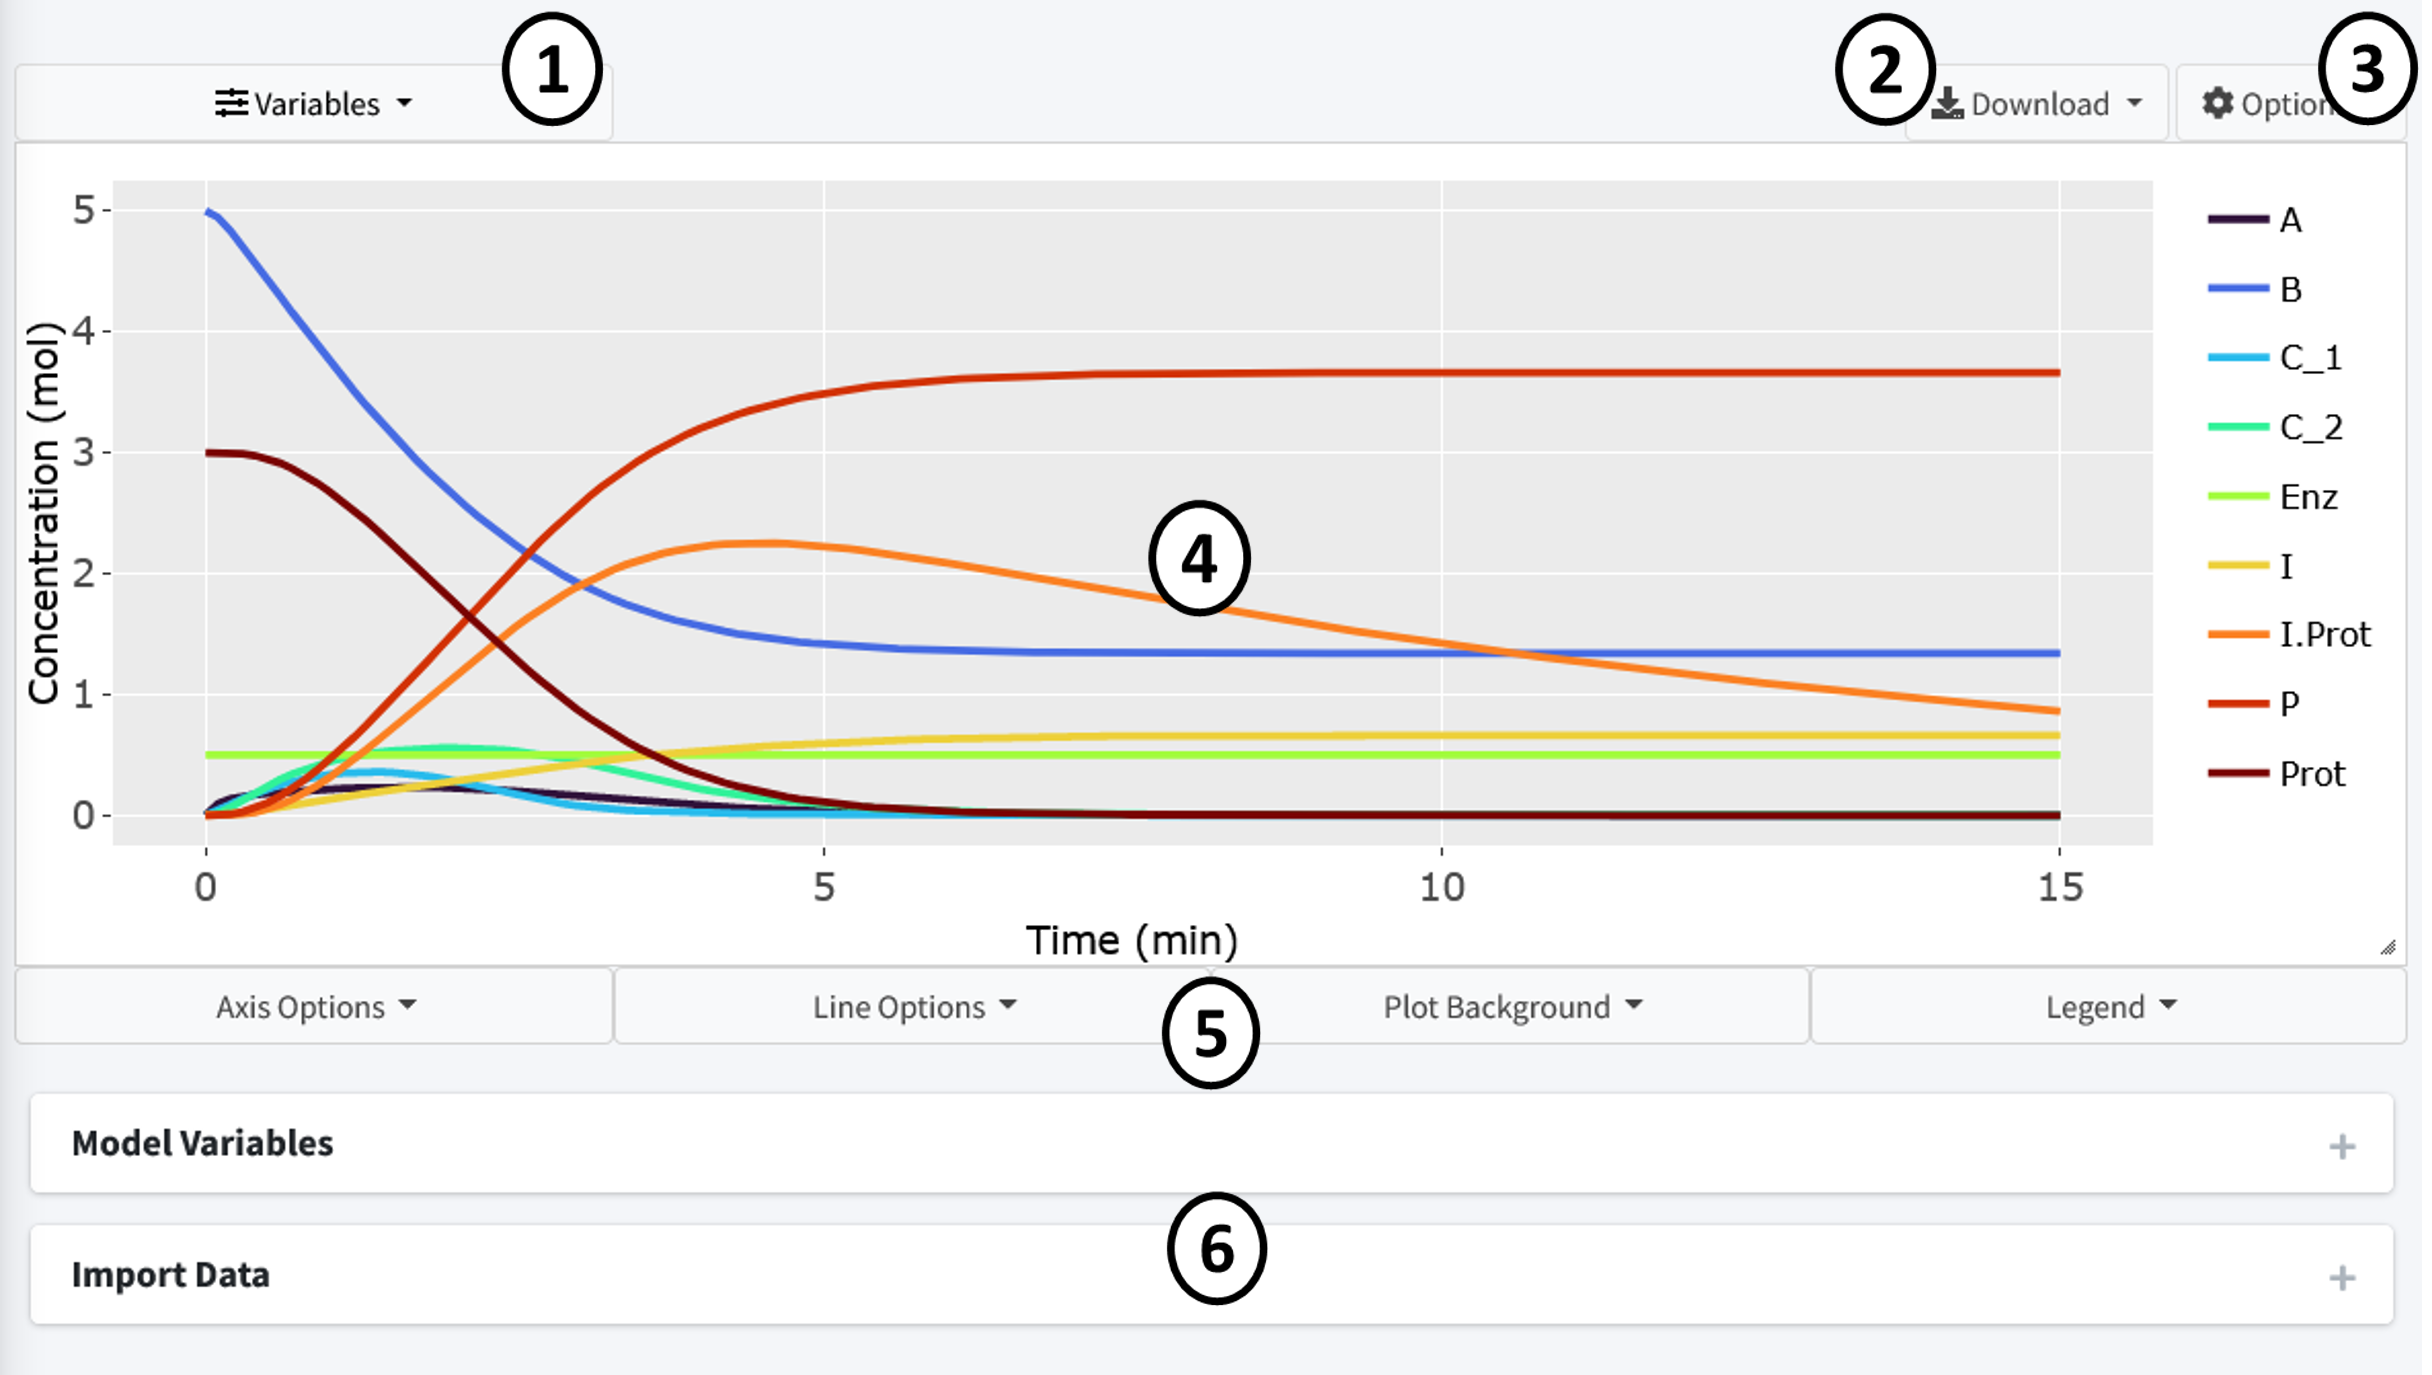 1
2
3
Variables
Download
Option
5
4
3
2
1
0
Concentration (mol)
4
0
5
10
15
Time (min)
A
B
C_1
C_2
Enz
I
I.Prot
P
Prot
Axis Options
Line Options
Plot Background
Legend
5
Model Variables
6
Import Data